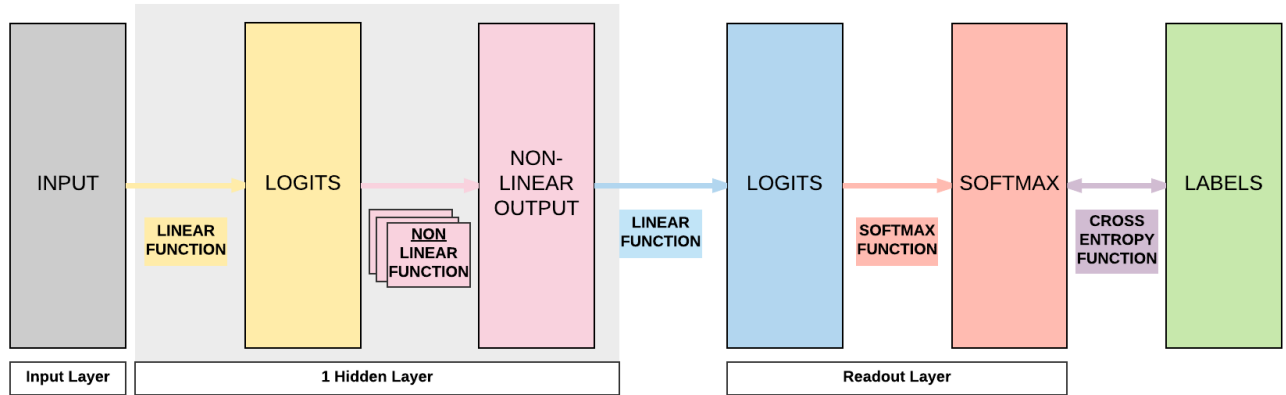 INPUT
LINEAR
FUNCTION
LOGITS
NON
LINEAR
FUNCTION
NON-
LINEAR
OUTPUT
LINEAR
FUNCTION
LOGITS
SOFTMAX
FUNCTION
SOFTMAX
CROSS
ENTROPY
FUNCTION
LABELS
Input Layer
1 Hidden Layer
Readout Layer